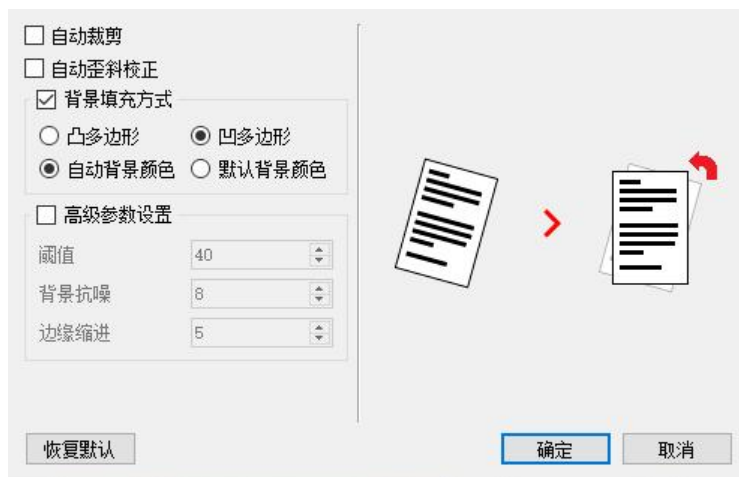 自动裁剪
自动歪斜校正
背景填充方式
凸多边形 凹多边形
自动背景颜色 默认背景颜色
高级参数设置
阈值 40
背景抗噪 8
边缘缩进 5
恢复默认 确定 取消